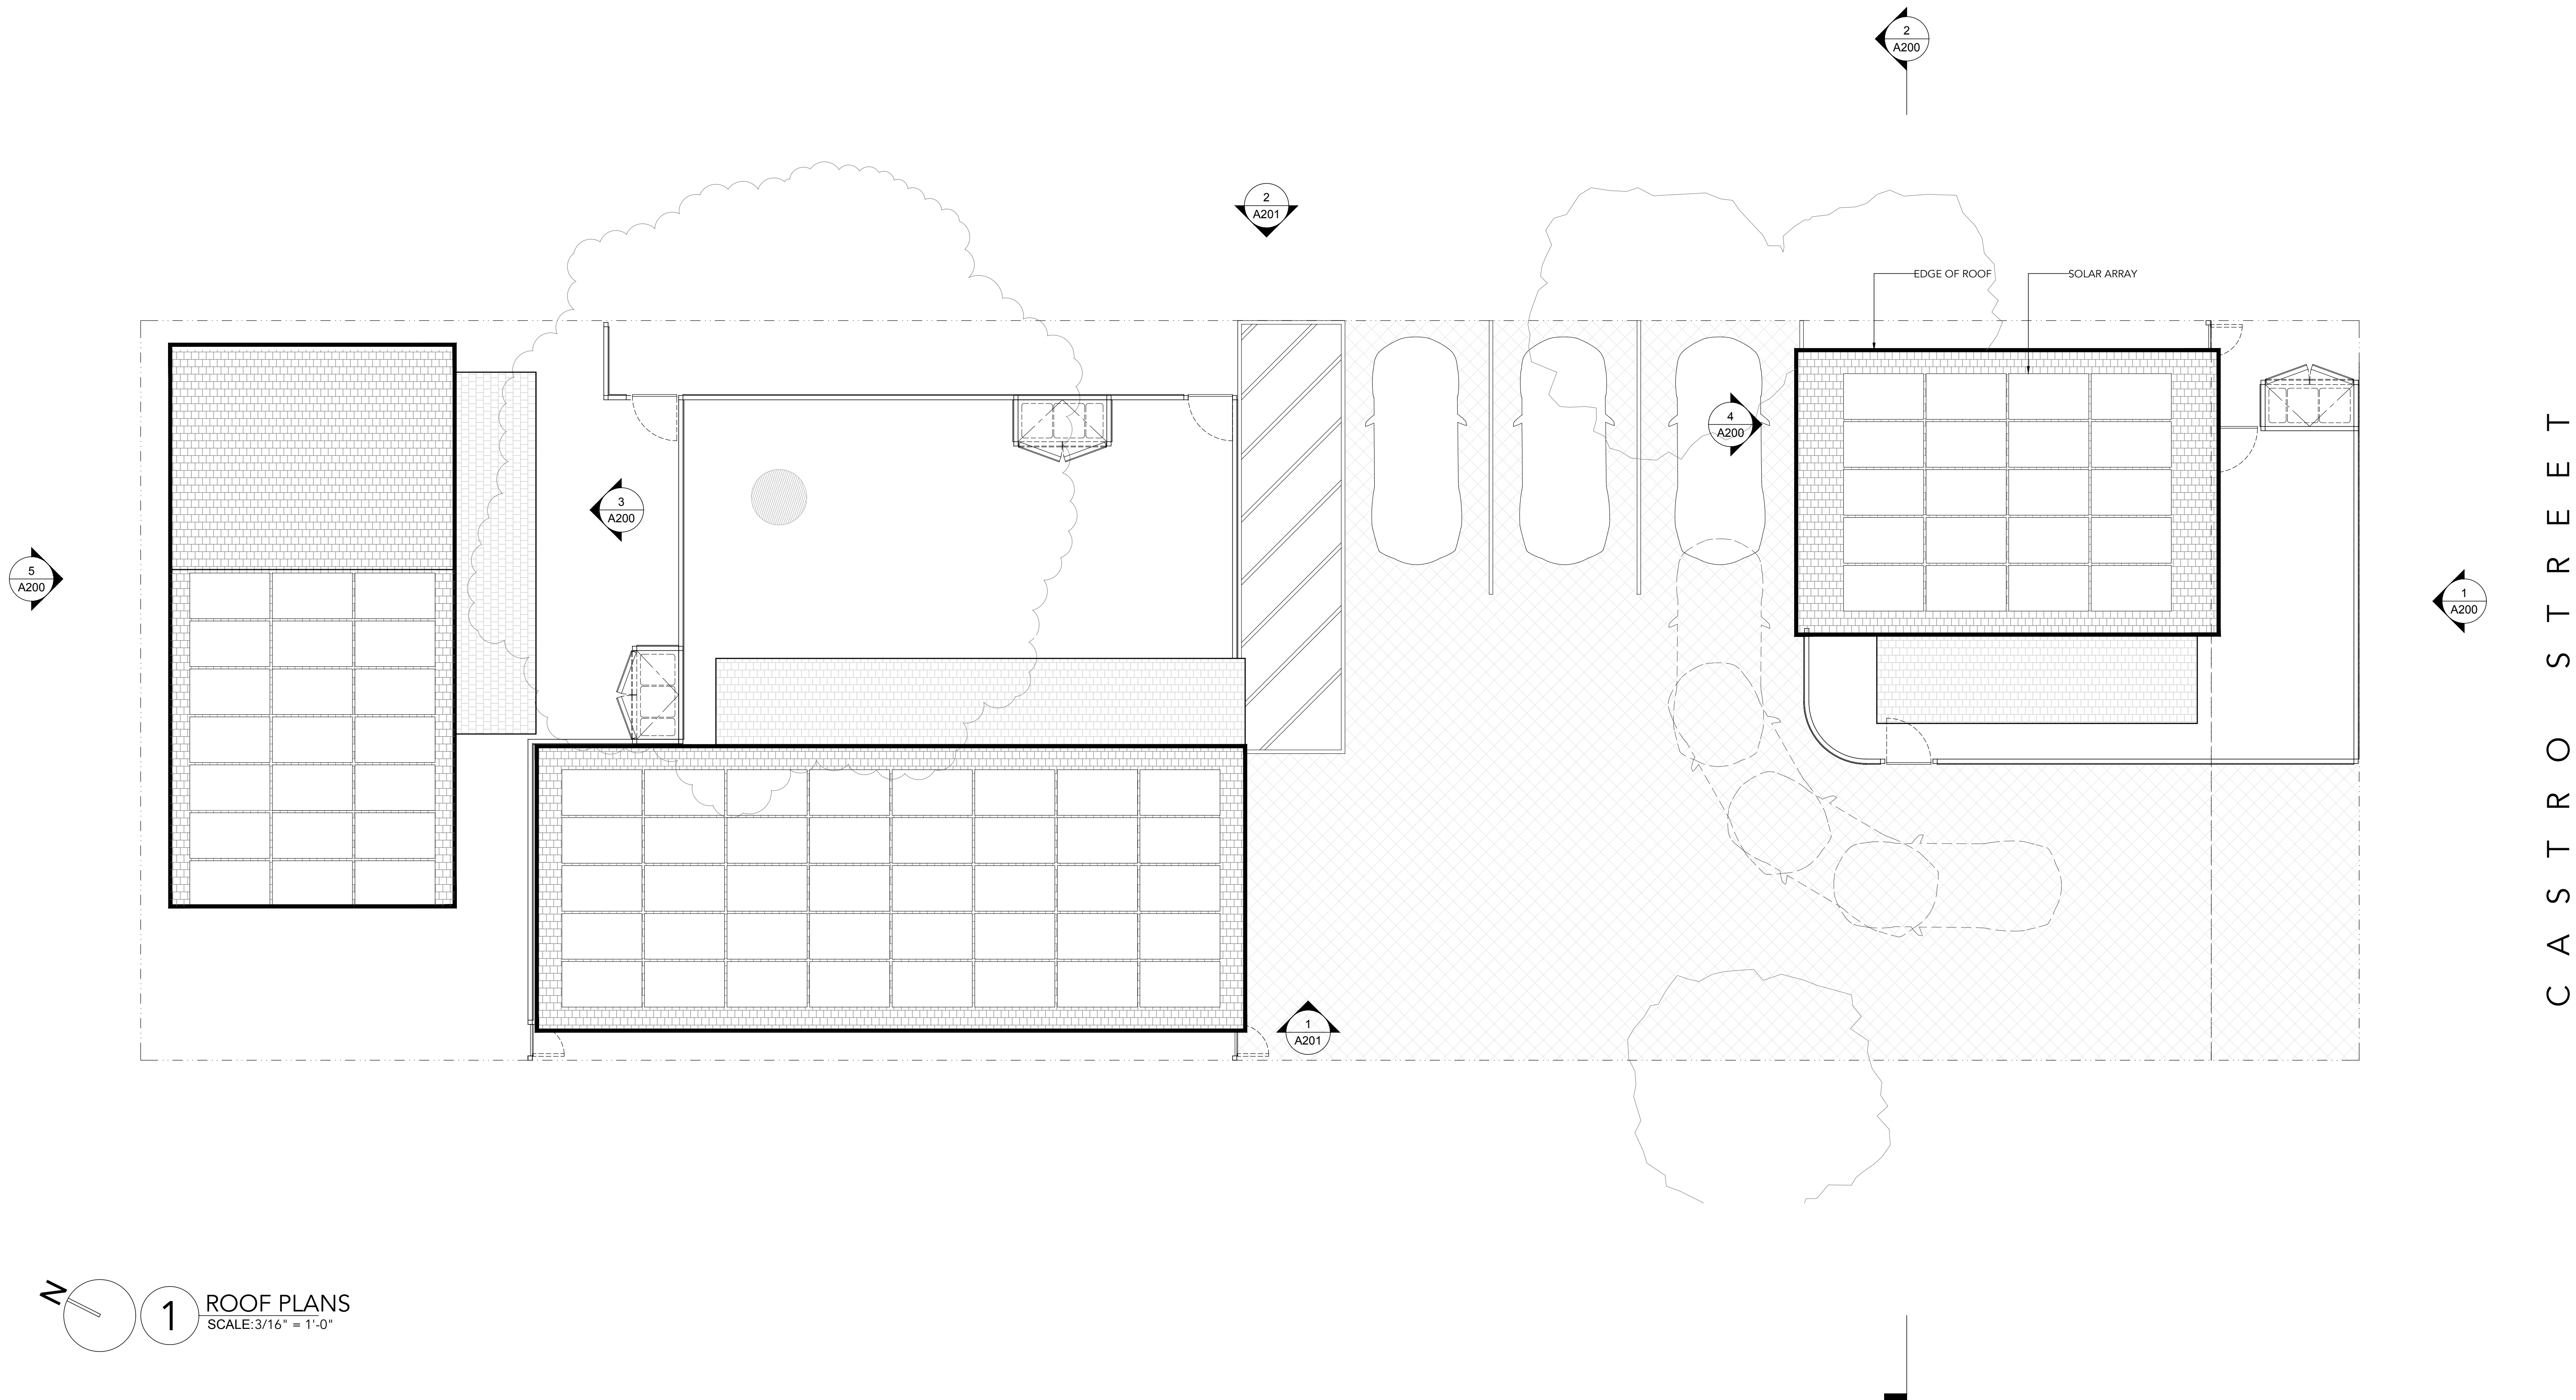 2
A200
2
A201
EDGE OF ROOF
SOLAR ARRAY
4
A200
3
A200
5
A200
1
A200
CASTRO STREET
1
A201
N
1
ROOF PLANS
SCALE:3/16" = 1'-0"